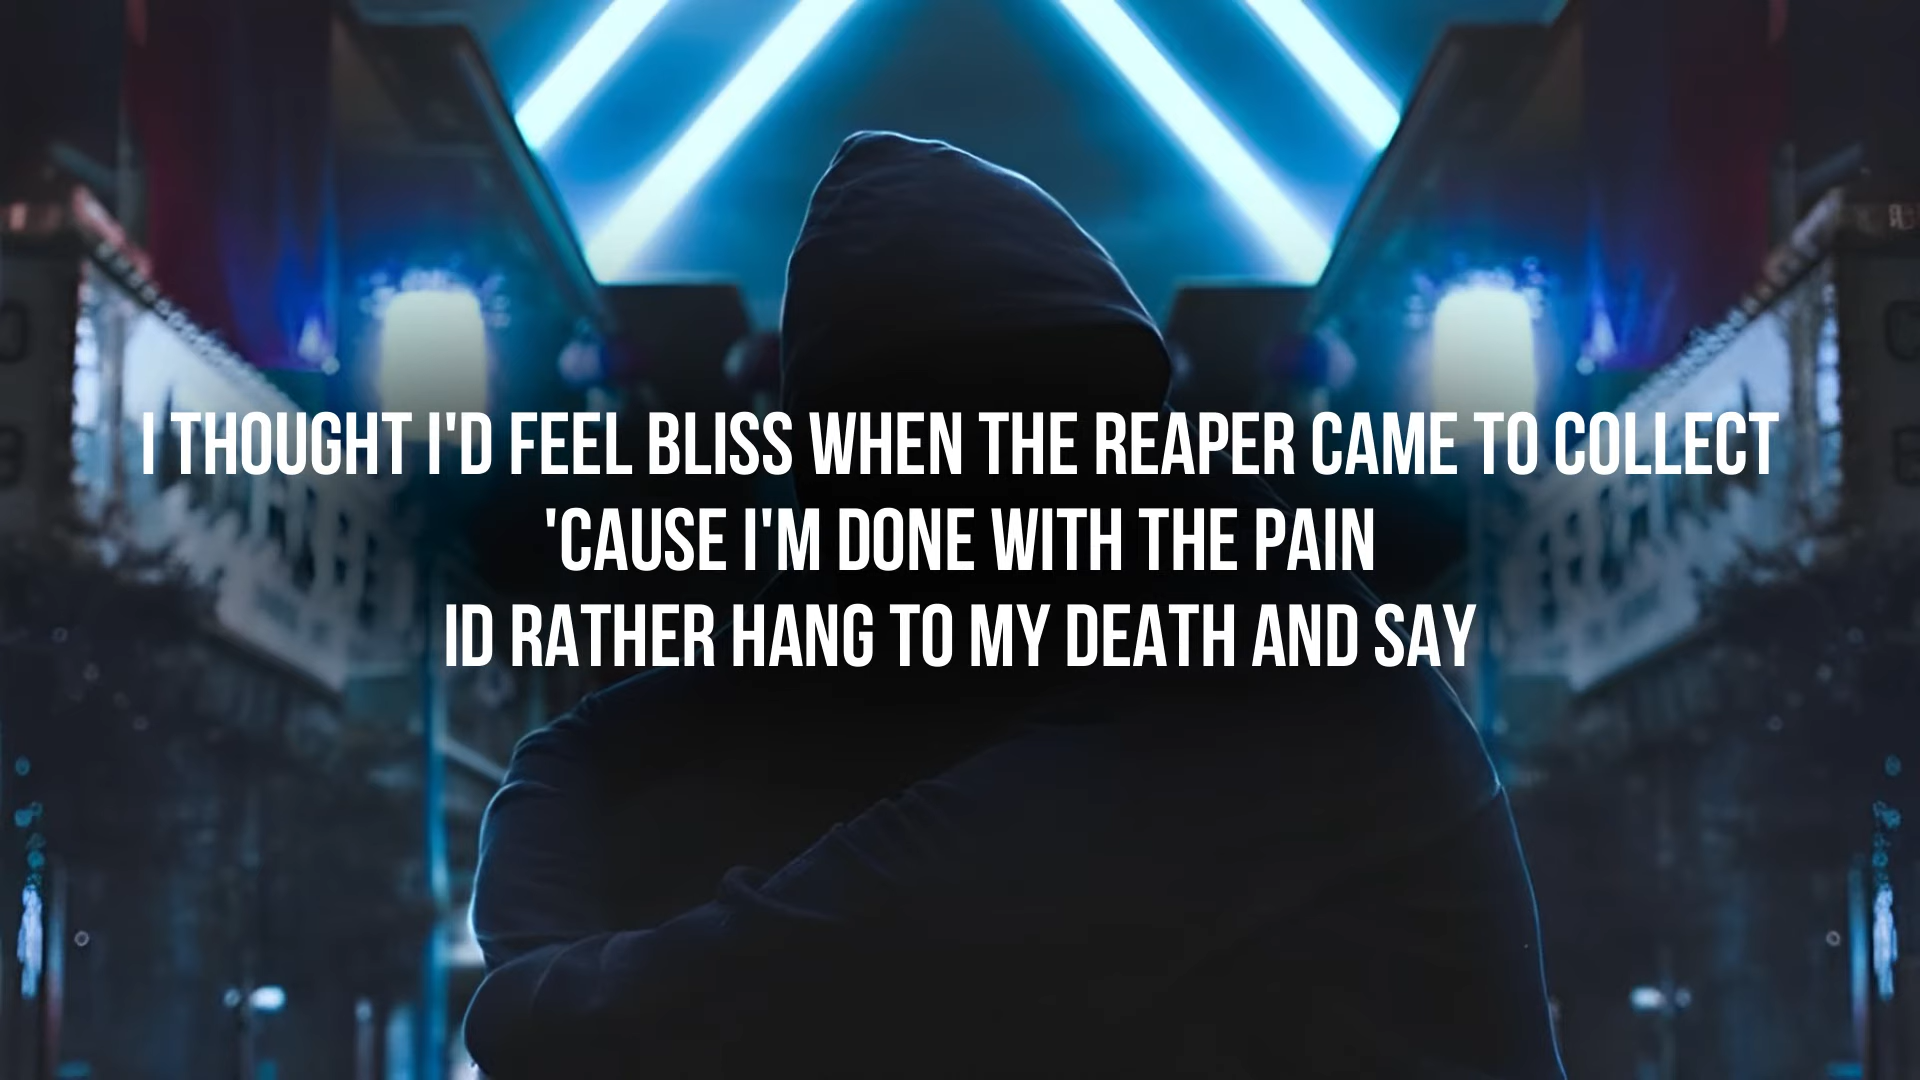 I THOUGHT I'D FEEL BLISS WHEN THE REAPER CAME TO COLLECT
'CAUSE I'M DONE WITH THE PAIN
ID RATHER HANG TO MY DEATH AND SAY